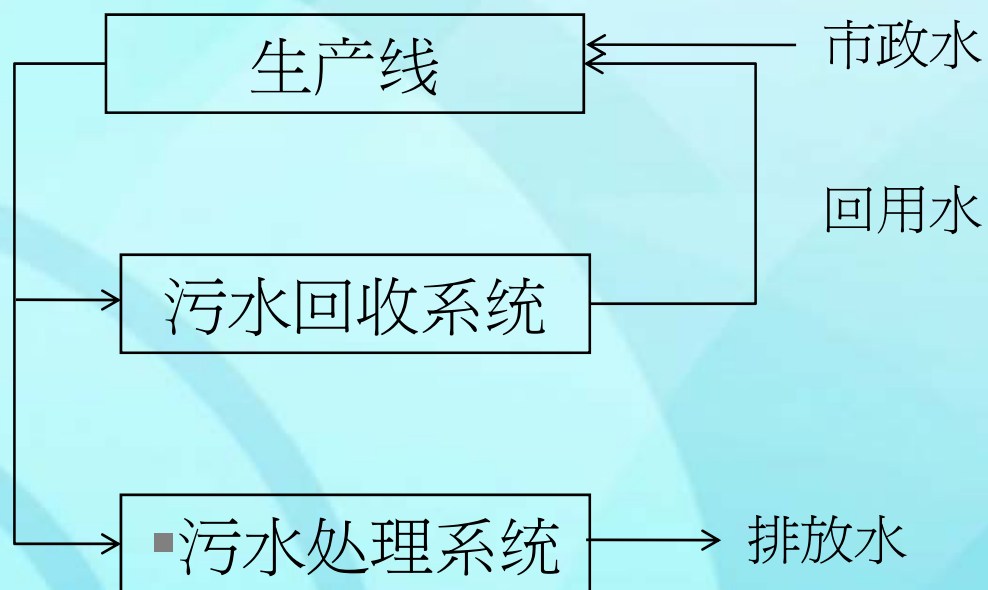 生产线
市政水
回用水
污水回收系统
▪污水处理系统
排放水